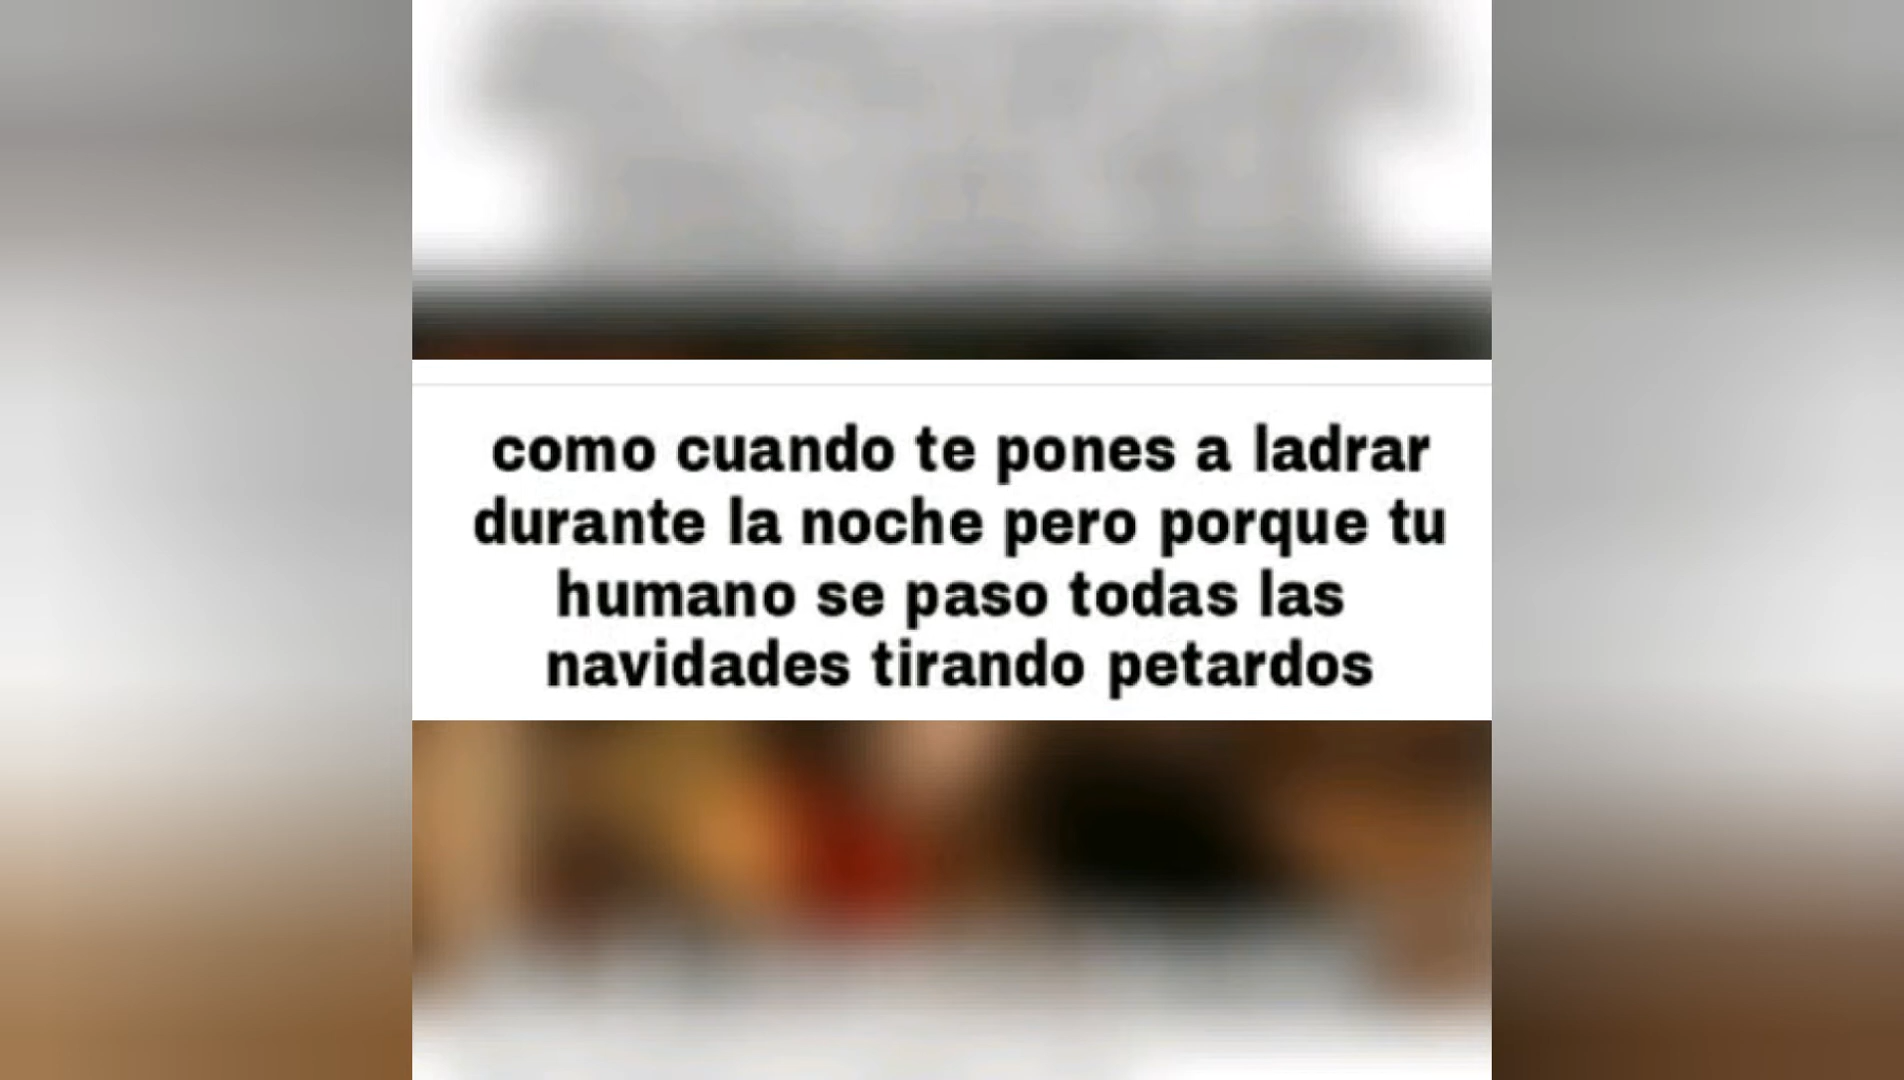 como cuando te pones a ladrar
durante la noche pero porque tu
humano se paso todas las
navidades tirando petardos